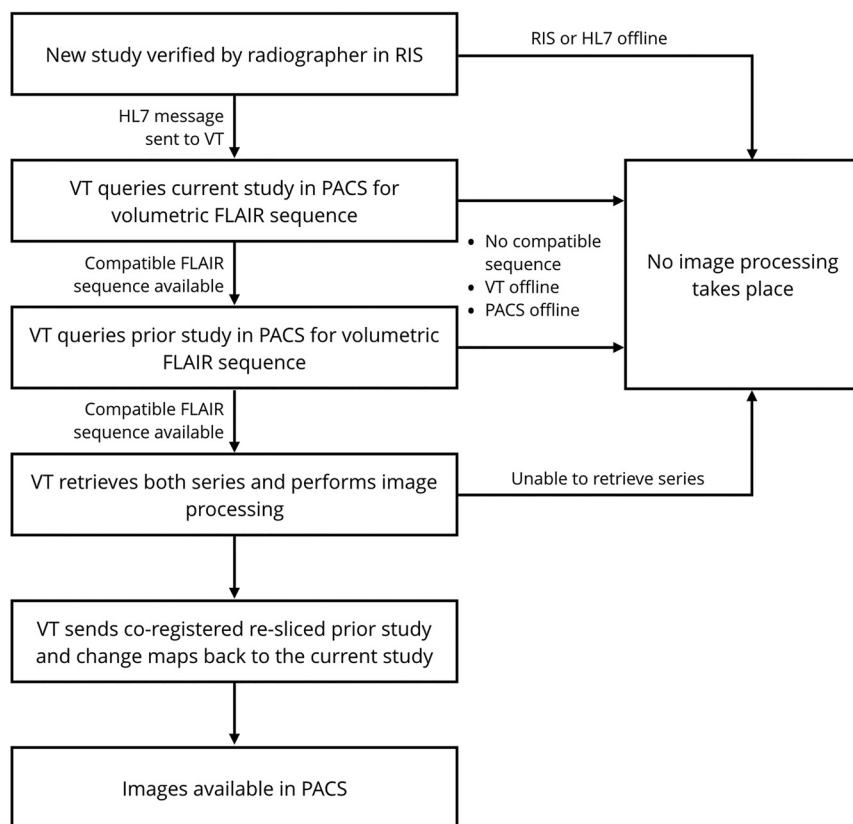 New study verified by radiographer in RIS
RIS or HL7 offline
HL7 message
sent to VT
VT queries current study in PACS for
volumetric FLAIR sequence
• No compatible
sequence
• VT offline
• PACS offline
No image processing
takes place
Compatible FLAIR
sequence available
VT queries prior study in PACS for volumetric
FLAIR sequence
Compatible FLAIR
sequence available
VT retrieves both series and performs image
processing
Unable to retrieve series
VT sends co-registered re-sliced prior study
and change maps back to the current study
Images available in PACS